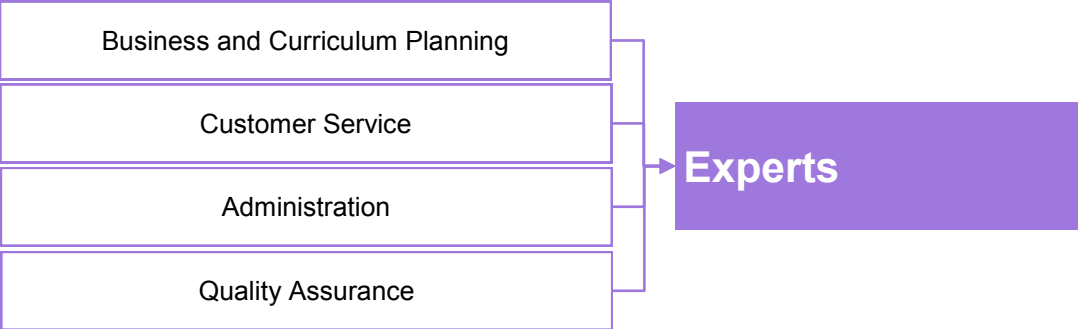 Business and Curriculum Planning
Customer Service
Administration
Quality Assurance
Experts